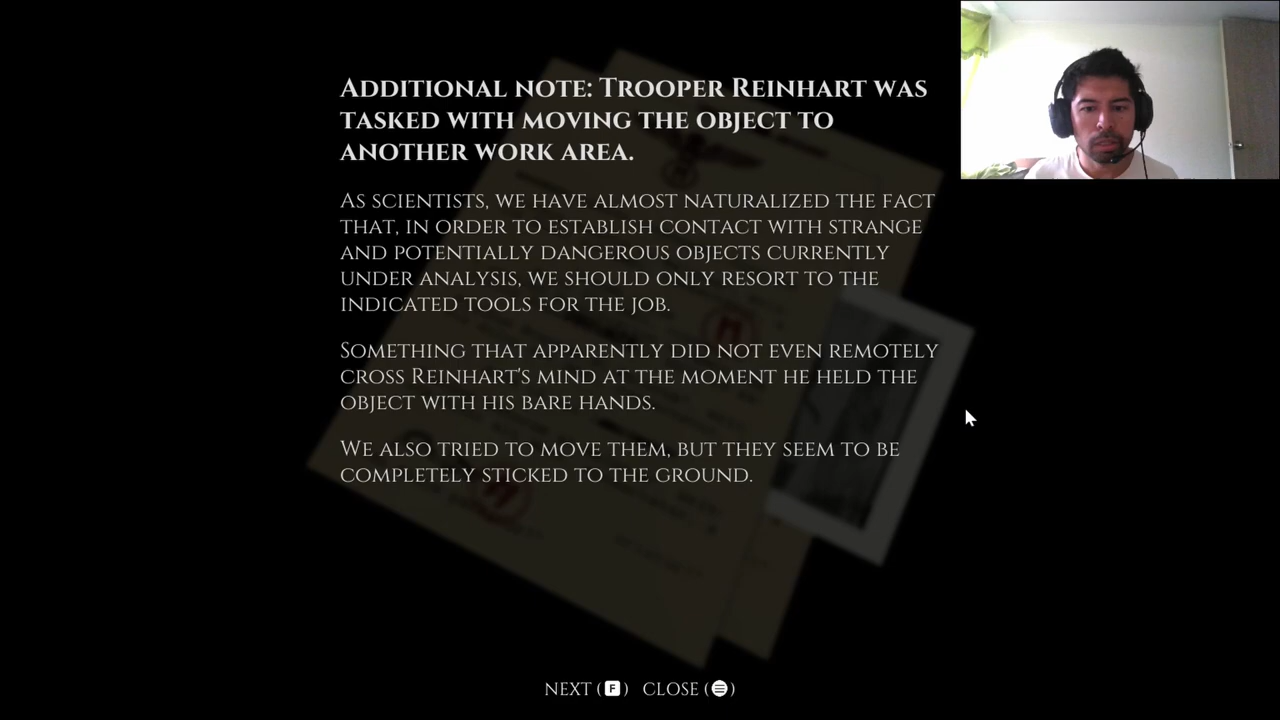 Additional note: Trooper Reinhart was
tasked with moving the object to
another work area.
As scientists, we have almost naturalized the fact
that, in order to establish contact with strange
and potentially dangerous objects currently
under analysis, we should only resort to the
indicated tools for the job.
Something that apparently did not even remotely
cross Reinhart's mind at the moment he held the
object with his bare hands.
We also tried to move them, but they seem to be
completely sticked to the ground.
Next (F) Close (≡)